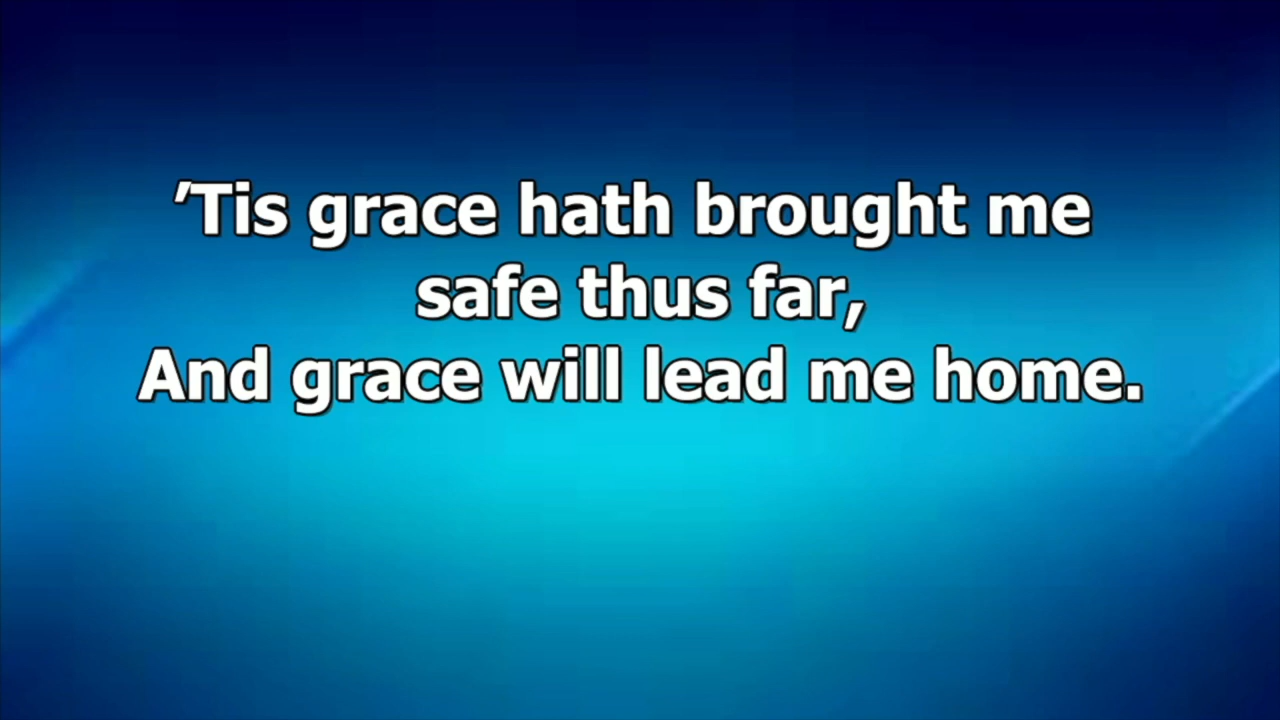 ’Tis grace hath brought me
safe thus far,
And grace will lead me home.